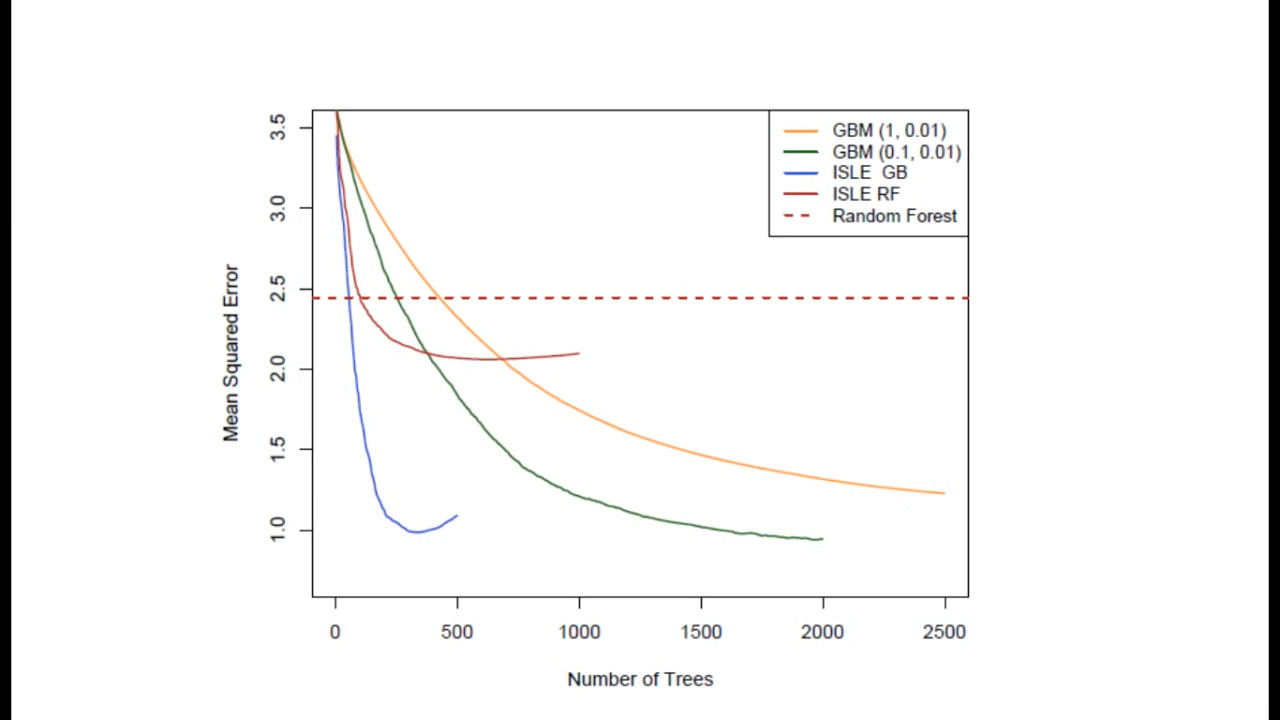 GBM (1, 0.01)
GBM (0.1, 0.01)
ISLE  GB
ISLE RF
Random Forest
Mean Squared Error
3.5
3.0
2.5
2.0
1.5
1.0
0 500 1000 1500 2000 2500
Number of Trees